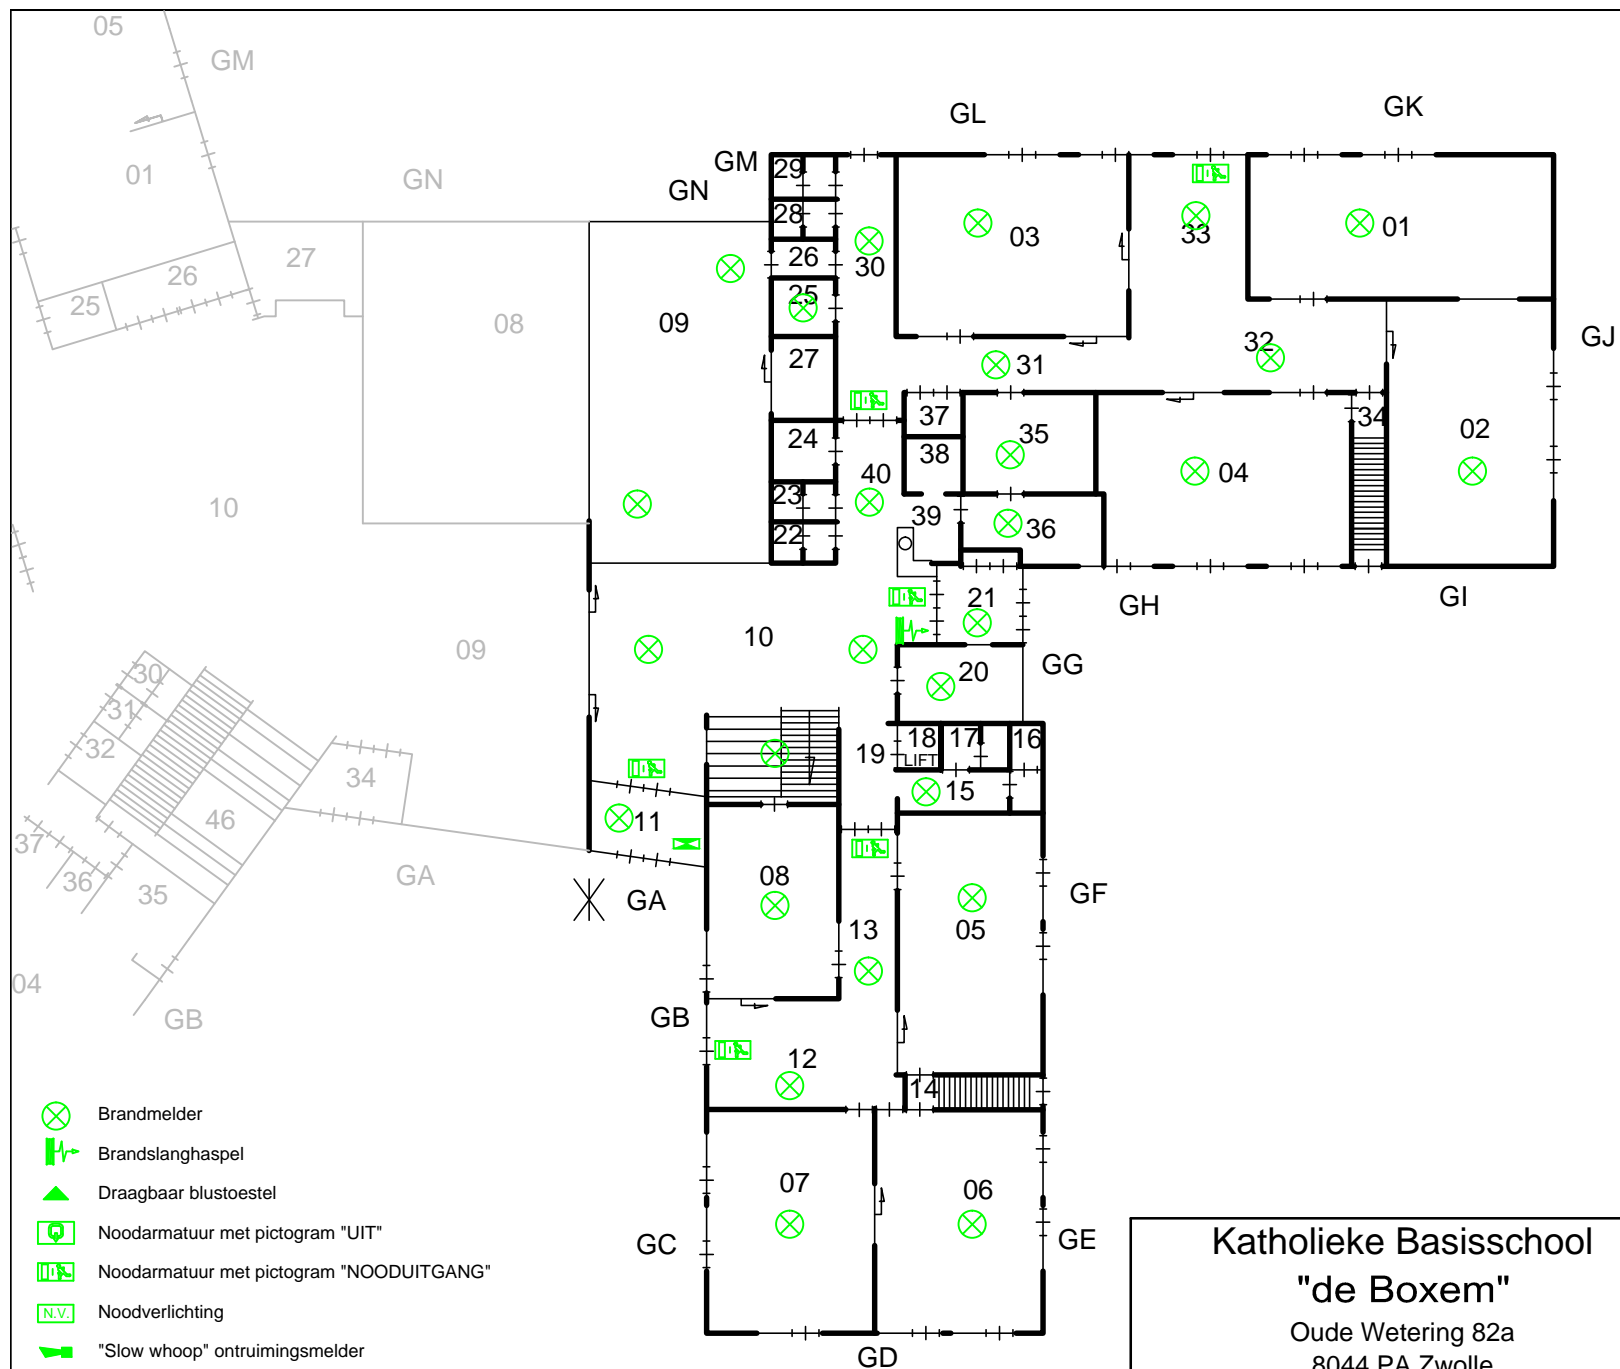 05
GM
GL
GK
GM
29
01
GN
GN
28
03
33
01
26
27
26
30
25
25
08
09
GJ
32
27
31
37
34
35
02
24
38
10
40
04
23
39
36
22
21
GH
GI
10
09
GG
20
30
31
32
19
18
17
16
LIFT
34
15
46
11
37
08
36
35
GA
GA
GF
13
05
04
GB
GB
12
14
07
06
GC
GE
GD
Brandmelder
Brandslanghaspel
Draagbaar blustoestel
Noodarmatuur met pictogram "UIT"
Noodarmatuur met pictogram "NOODUITGANG"
N.V. Noodverlichting
"Slow whoop" ontruimingsmelder
Katholieke Basisschool
"de Boxem"
Oude Wetering 82a
8044 PA Zwolle